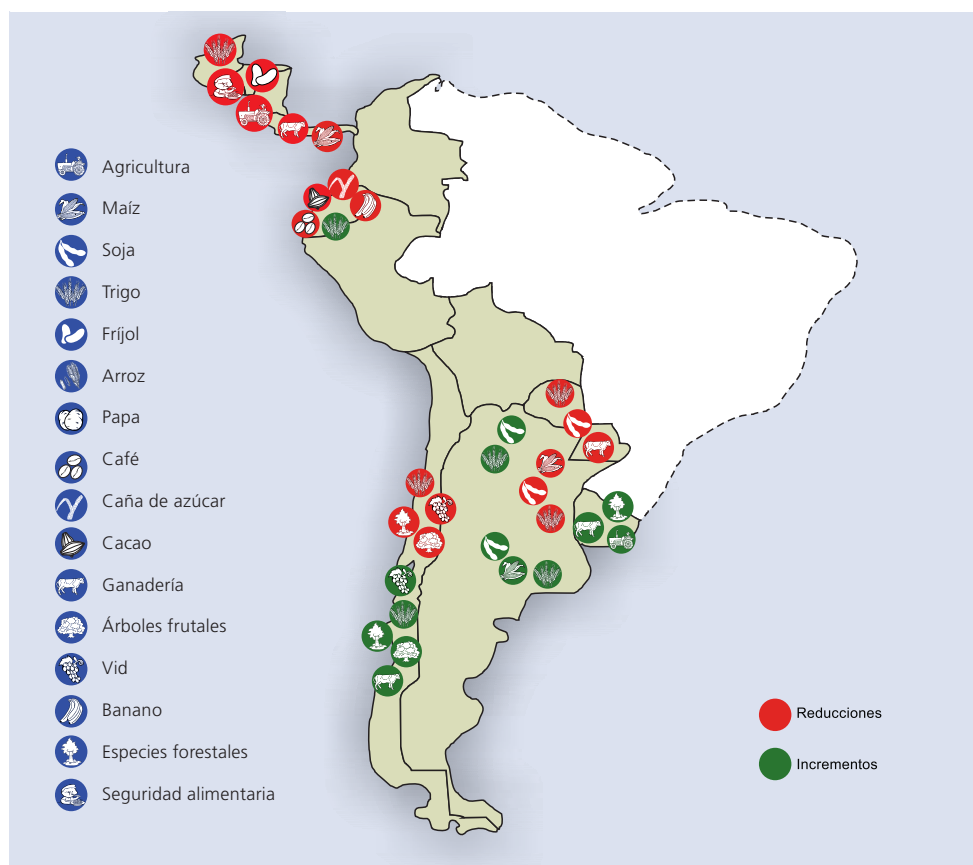 Agricultura
Maíz
Soja
Trigo
Fríjol
Arroz
Papa
Café
Caña de azúcar
Cacao
Ganadería
Árboles frutales
Vid
Banano
Especies forestales
Seguridad alimentaria
Reducciones
Incrementos